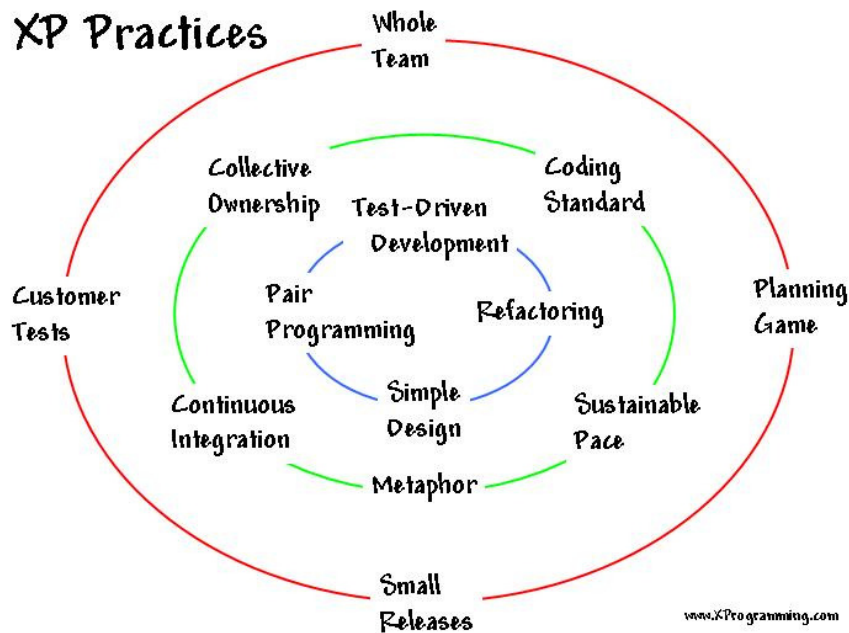 XP Practices
Whole
Team
Collective
Ownership
Coding
Standard
Test-Driven
Development
Customer
Tests
Pair
Programming
Refactoring
Planning
Game
Continuous
Integration
Simple
Design
Sustainable
Pace
Metaphor
Small
Releases
www.XProgramming.com